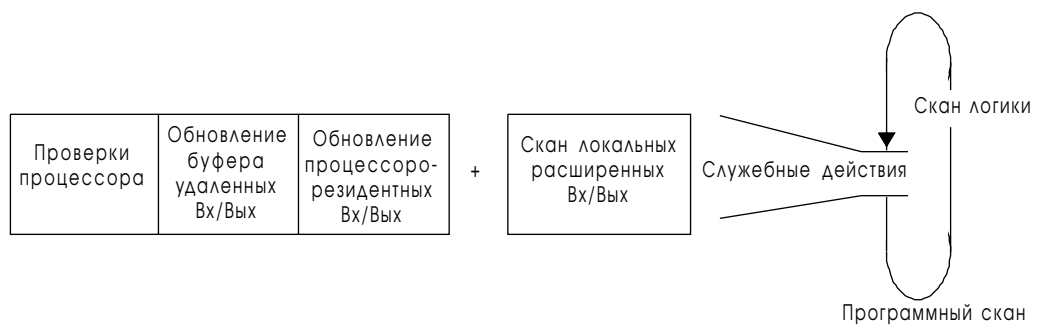 Проверки
процессора
Обновление
буфера
удаленных
Вх/Вых
Обновление
процессоро-
резидентных
Вх/Вых
+
Скан локальных
расширенных
Вх/Вых
Служебные действия
Скан логики
Программный скан